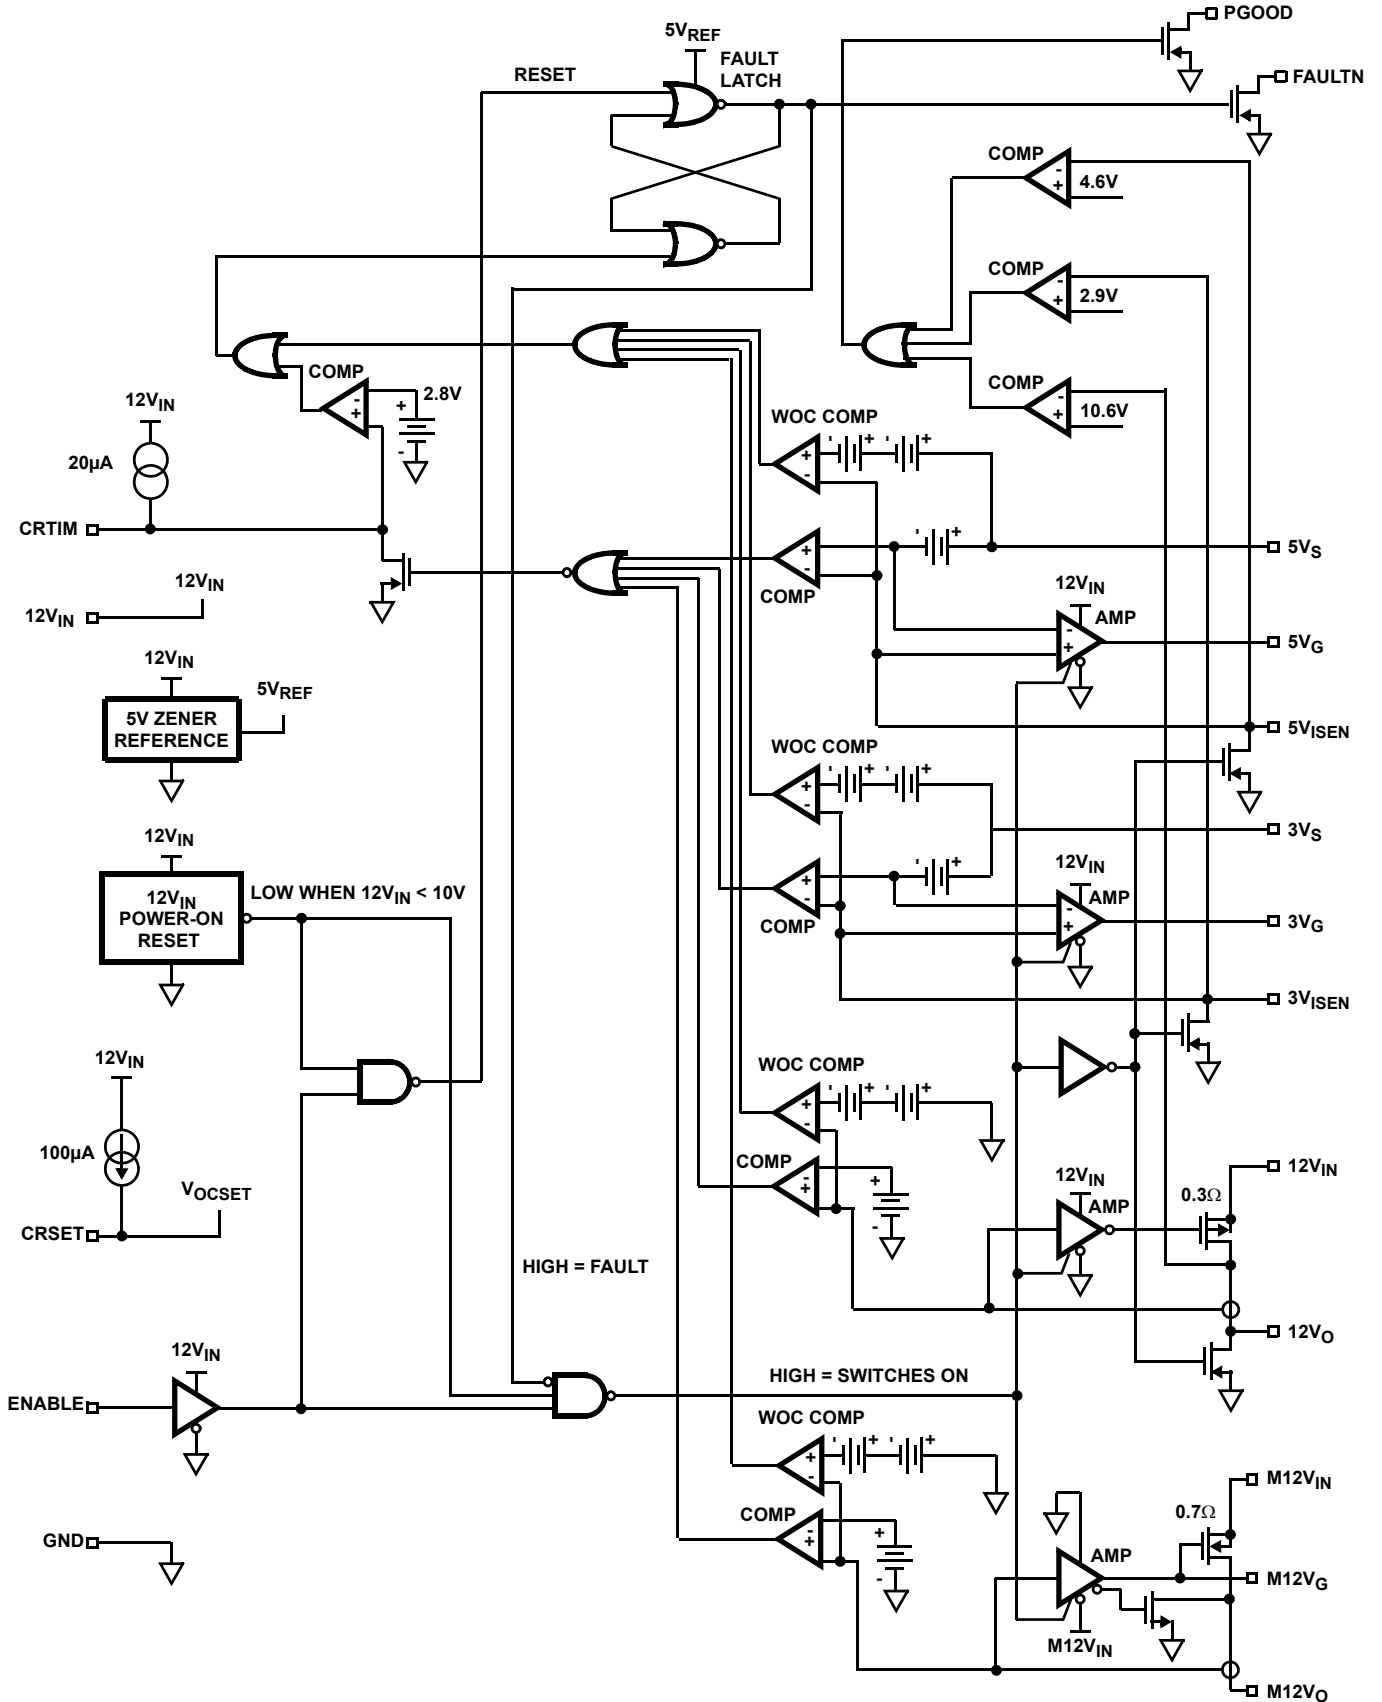 PGOOD
5VREF
FAULT
LATCH
RESET
FAULTN
COMP
-
+
4.6V
COMP
-
+
2.9V
COMP
-
+
2.8V
+
-
COMP
-
+
10.6V
12VIN
20µA
WOC COMP
+
-
- +
- +
CRTIM
5VS
+
-
COMP
- +
12VIN
12VIN
12VIN
AMP
-
+
5VG
12VIN
5VREF
5V ZENER
REFERENCE
5VISEN
WOC COMP
+
-
- +
- +
3VS
12VIN
LOW WHEN 12VIN < 10V
12VIN
POWER-ON
RESET
+
-
COMP
- +
12VIN
AMP
-
+
3VG
3VISEN
12VIN
100µA
WOC COMP
+
-
- +
- +
COMP
-
+
+
-
12VIN
AMP
0.3Ω
12VIN
VOCSET
CRSET
HIGH = FAULT
12VO
12VIN
ENABLE
HIGH = SWITCHES ON
WOC COMP
+
-
- +
- +
M12VIN
COMP
-
+
+
-
0.7Ω
GND
AMP
M12VG
M12VIN
M12VO